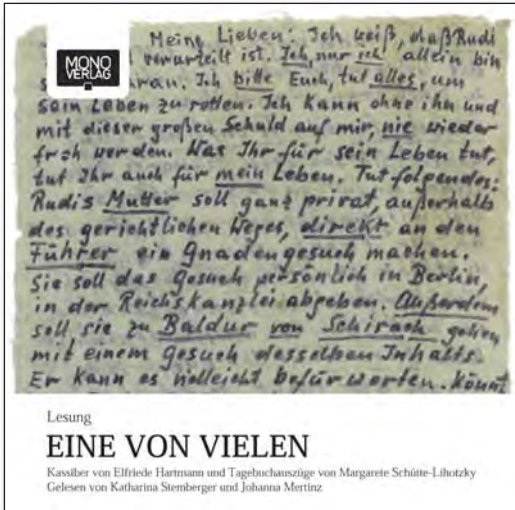 Meine Lieben: Ich weiß, daß Rudi
verurteilt ist. Ich, nur ich allein bin
daran. Ich bitte Euch, tut alles, um
sein Leben zu retten. Ich kann ohne ihn und
mit dieser großen Schuld auf mir, nie wieder
froh werden. Was Ihr für sein Leben tut,
tut Ihr auch für mein Leben. Tut folgendes:
Rudis Mutter soll ganz privat, außerhalb
des gerichtlichen Weges, direkt an den
Führer ein Gnadengesuch machen.
Sie soll das Gesuch persönlich in Berlin,
in der Reichskanzlei abgeben. Außerdem
soll sie zu Baldur von Schirach gehen
mit einem Gesuch desselben Inhalts.
Er kann es vielleicht befürworten. Könnt
MONO
VERLAG
Lesung
EINE VON VIELEN
Kassiber von Elfriede Hartmann und Tagebuchauszüge von Margarete Schütte-Lihotzky
Gelesen von Katharina Stemberger und Johanna Mertinz